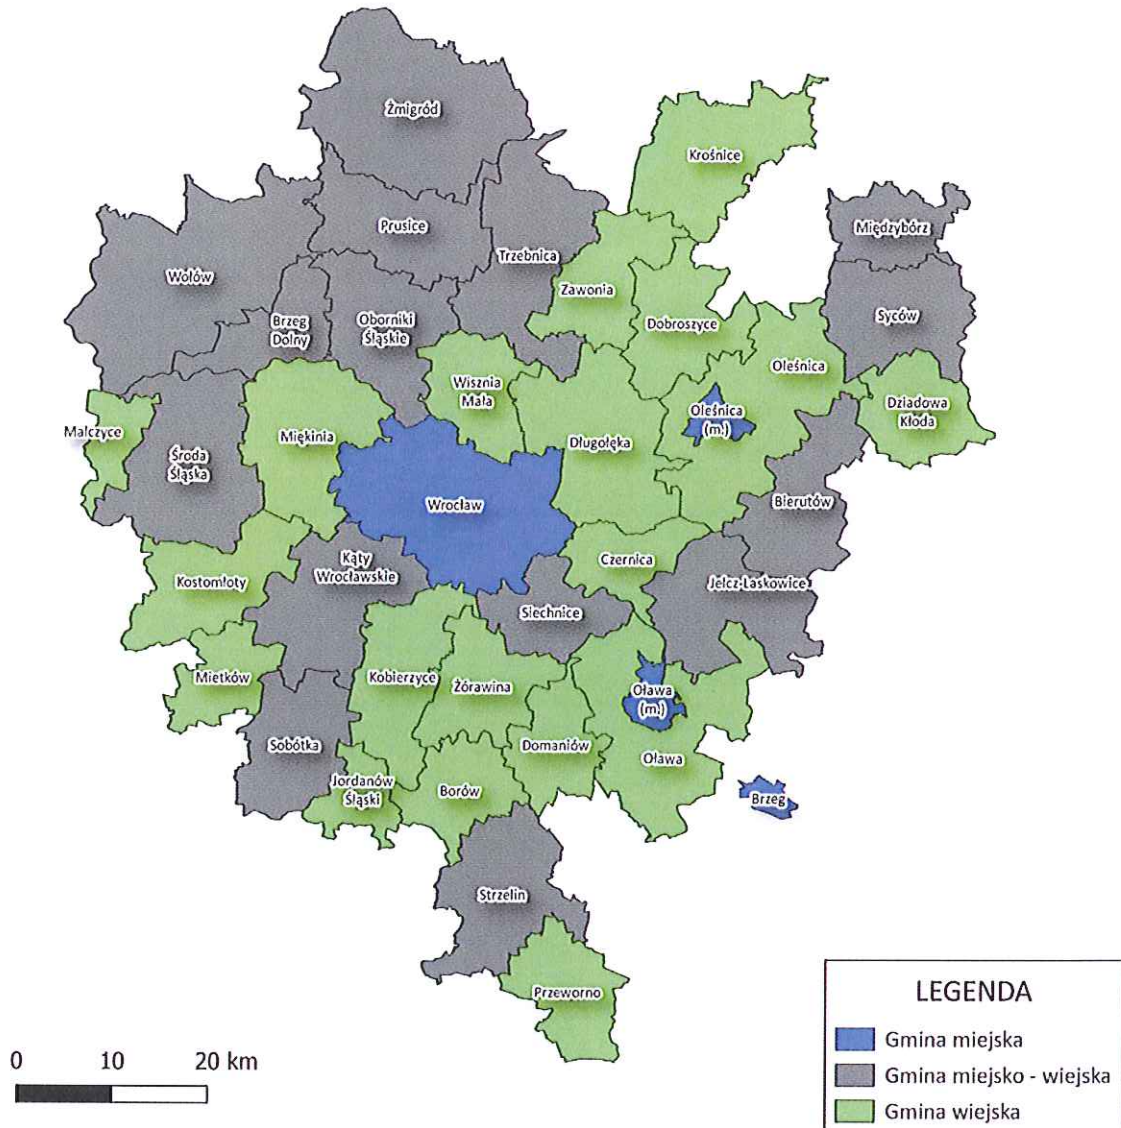 Żmigród
Krośnice
Prusice
Międzybórz
Trzebnica
Wołów
Zawonia
Syców
Brzeg
Dolny
Oborniki
Śląskie
Dobroszyce
Oleśnica
Wisznia
Mała
Dziadowa
Kłoda
Oleśnica
(m.)
Malczyce
Miękinia
Długołęka
Środa
Śląska
Bierutów
Wrocław
Kąty
Wrocławskie
Czernica
Kostomłoty
Jelcz-Laskowice
Siechnice
Mietków
Kobierzyce
Żórawina
Oława
(m.)
Sobótka
Domaniów
Oława
Jordanów
Śląski
Borów
Brzeg
Strzelin
Przeworno
LEGENDA
Gmina miejska
Gmina miejsko - wiejska
Gmina wiejska
0 10 20 km